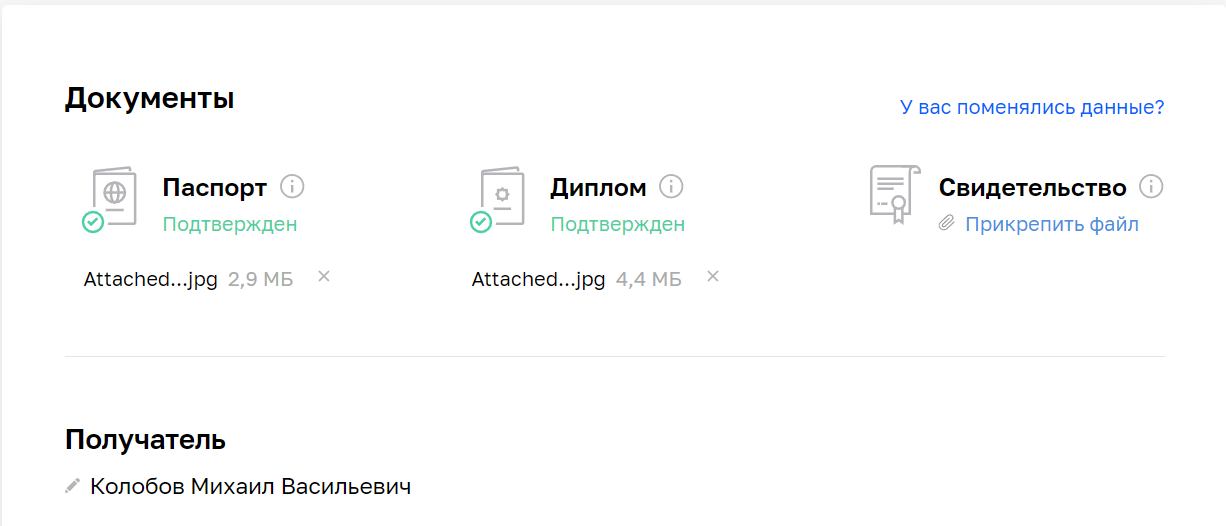 Документы
У вас поменялись данные?
Паспорт
Подтвержден
Attached...jpg 2,9 МБ
Диплом
Подтвержден
Attached...jpg 4,4 МБ
Свидетельство
Прикрепить файл
Получатель
Колобов Михаил Васильевич